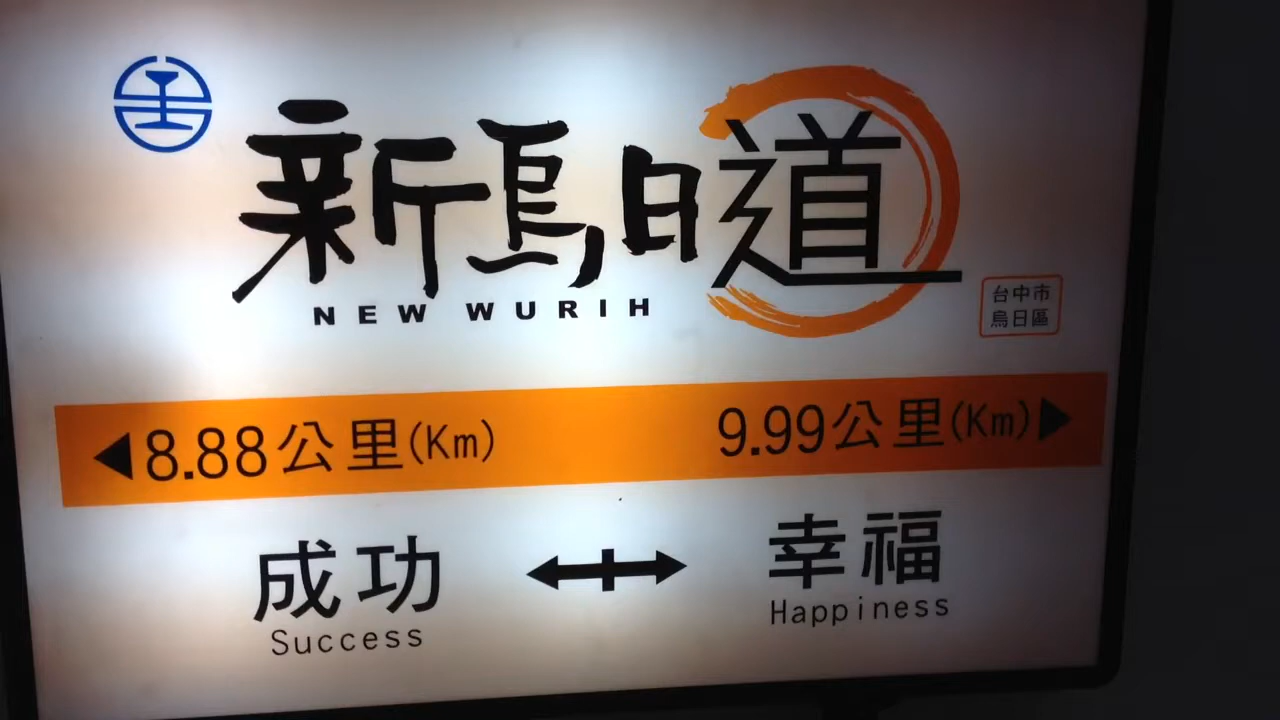 新烏日道
NEW WURIH
台中市
烏日區
8.88公里(Km)
9.99公里(Km)
成功
幸福
Success
Happiness